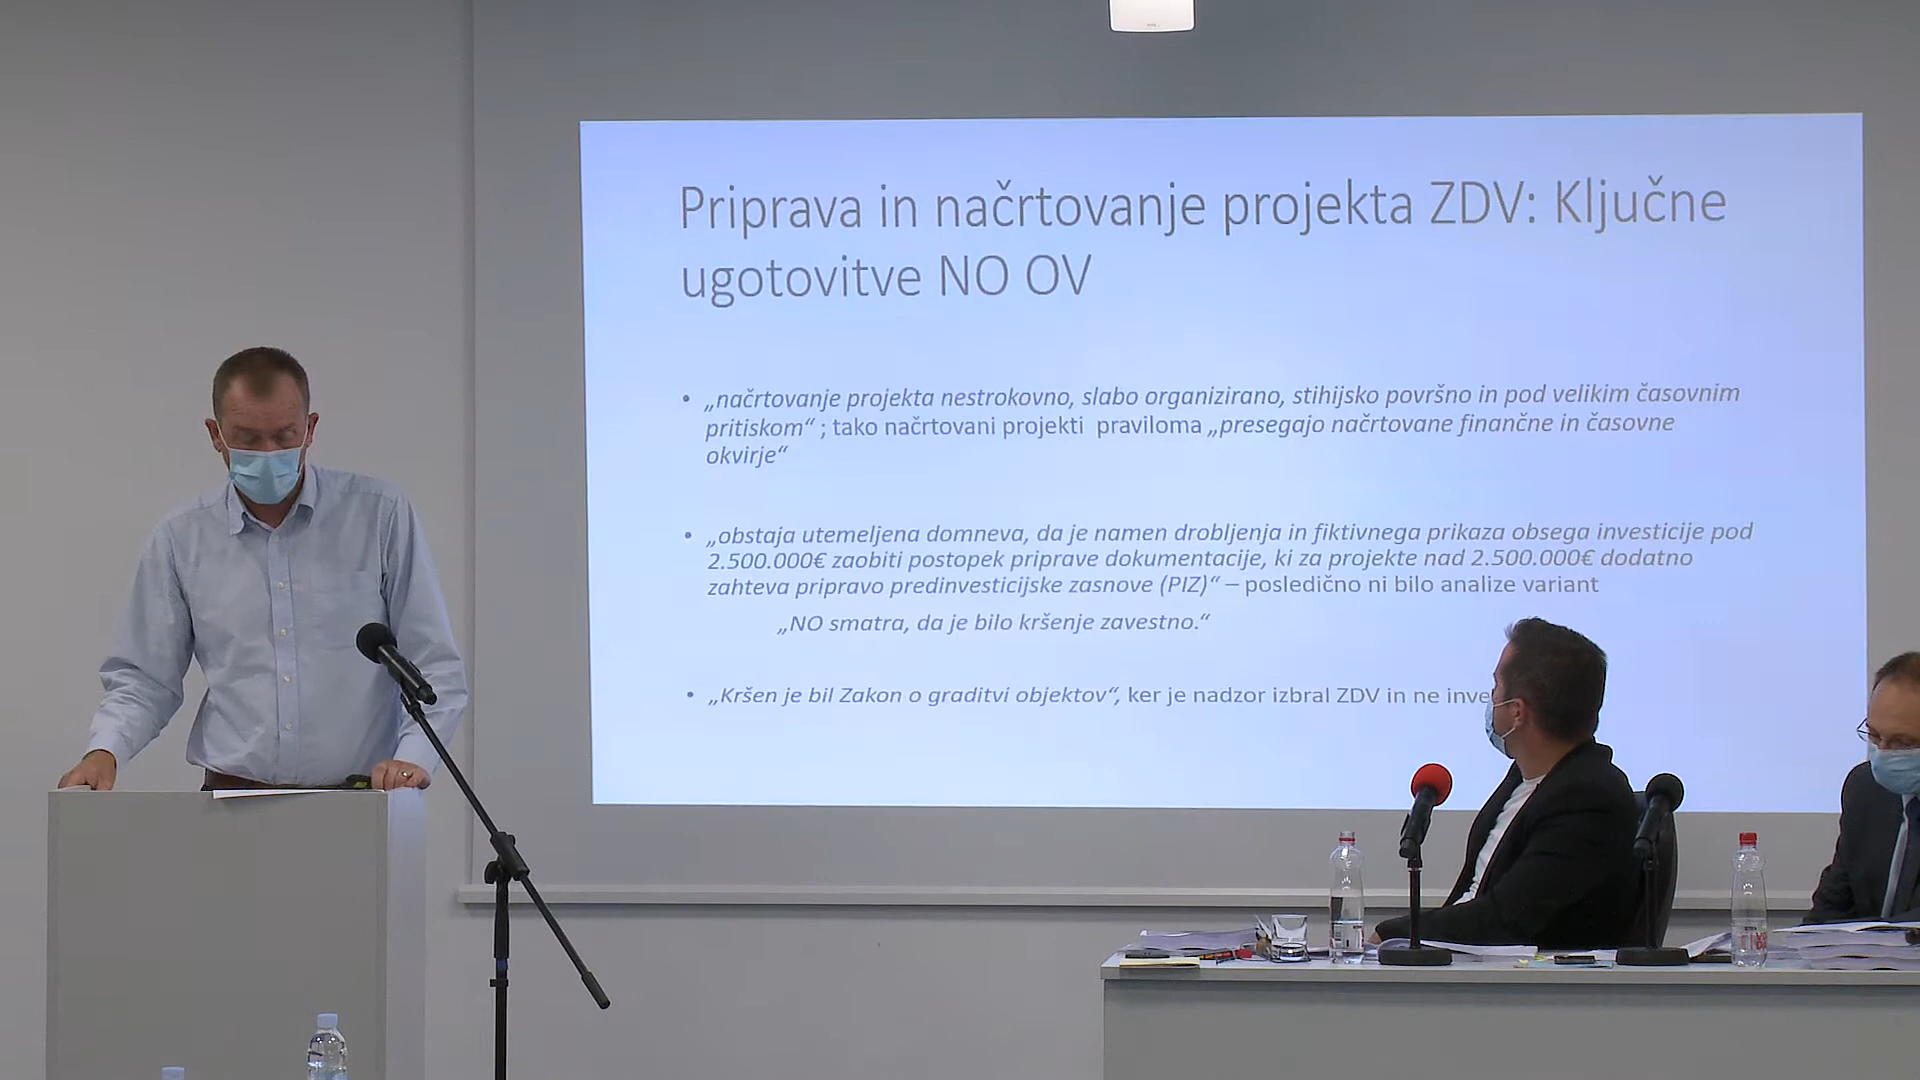 Priprava in načrtovanje projekta ZDV: Ključne
ugotovitve NO OV
• „načrtovanje projekta nestrokovno, slabo organizirano, stihijsko površno in pod velikim časovnim
pritiskom“ ; tako načrtovani projekti praviloma „presegajo načrtovane finančne in časovne
okvirje“
• „obstaja utemeljena domneva, da je namen drobljenja in fiktivnega prikaza obsega investicije pod
2.500.000€ zaobiti postopek priprave dokumentacije, ki za projekte nad 2.500.000€ dodatno
zahteva pripravo predinvesticijske zasnove (PIZ)“ – posledično ni bilo analize variant
„NO smatra, da je bilo kršenje zavestno.“
• „Kršen je bil Zakon o graditvi objektov“, ker je nadzor izbral ZDV in ne inve